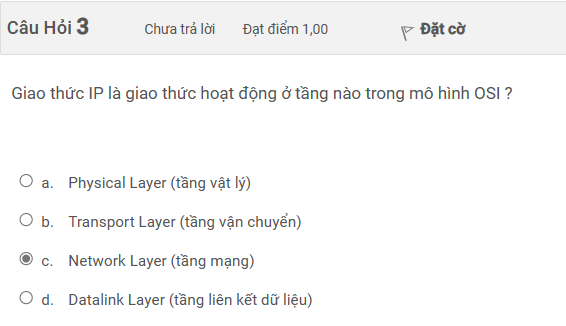 Câu Hỏi 3 Chưa trả lời Đạt điểm 1,00 Đặt cờ
Giao thức IP là giao thức hoạt động ở tầng nào trong mô hình OSI ?
a. Physical Layer (tầng vật lý)
b. Transport Layer (tầng vận chuyển)
c. Network Layer (tầng mạng)
d. Datalink Layer (tầng liên kết dữ liệu)